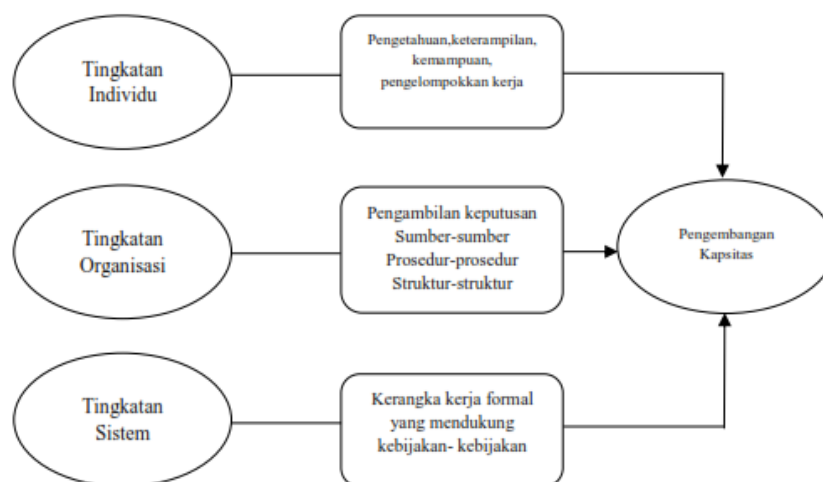 Tingkatan
Individu
Pengetahuan,keterampilan,
kemampuan,
pengelompokkan kerja
Tingkatan
Organisasi
Pengambilan keputusan
Sumber-sumber
Prosedur-prosedur
Struktur-struktur
Pengembangan
Kapsitas
Tingkatan
Sistem
Kerangka kerja formal
yang mendukung
kebijakan- kebijakan